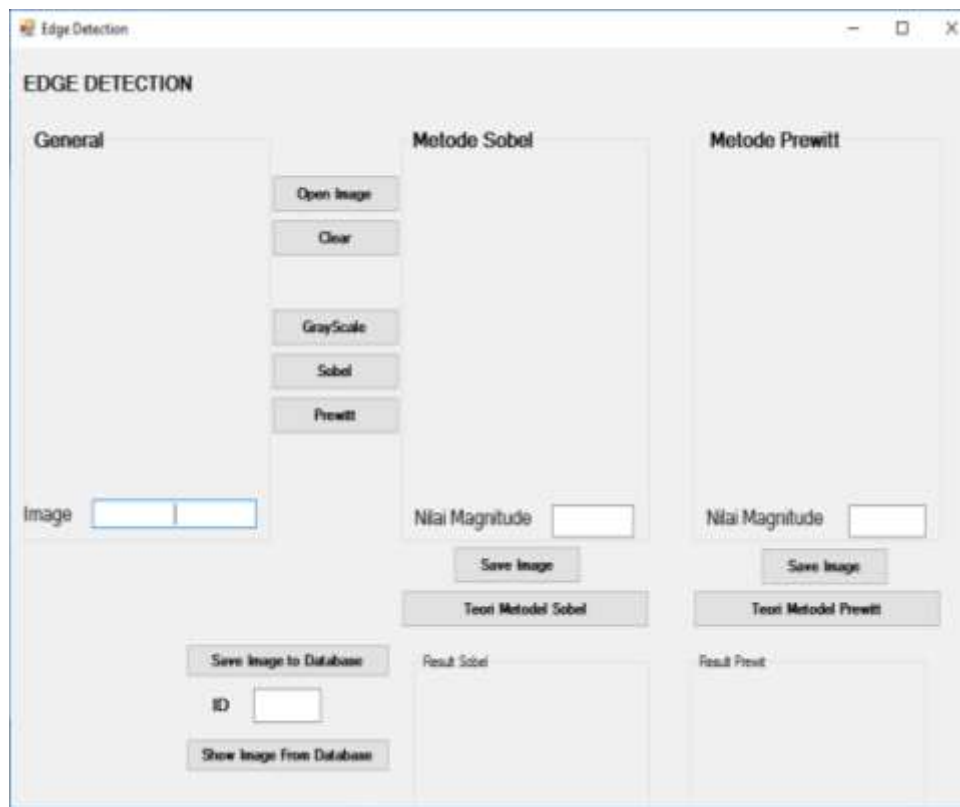 Edge Detection
EDGE DETECTION
General
Metode Sobel
Metode Prewitt
Open Image
Clear
GrayScale
Sobel
Prewitt
Image
Nilai Magnitude
Nilai Magnitude
Save Image
Save Image
Teori Metodel Sobel
Teori Metodel Prewitt
Save Image to Database
Result Sobel
Result Prewit
ID
Show Image From Database